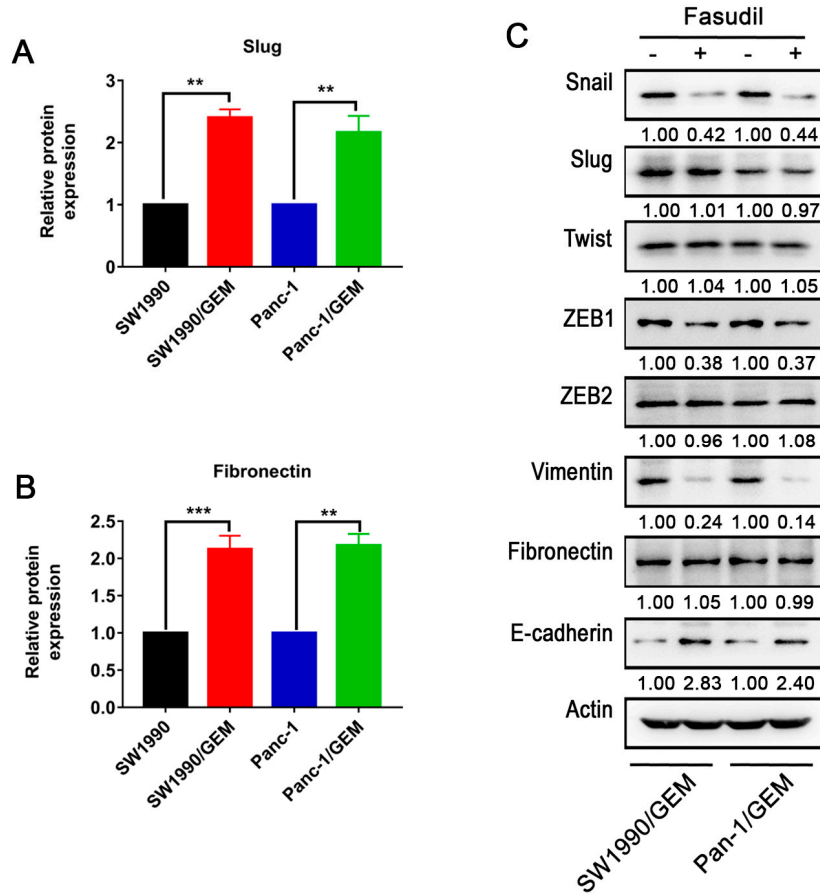 A
Slug
Relative protein
expression
3
2
1
0
**
**
SW1990
SW1990/GEM
Panc-1
Panc-1/GEM
B
Fibronectin
Relative protein
expression
2.5
2.0
1.5
1.0
0.5
0.0
***
**
SW1990
SW1990/GEM
Panc-1
Panc-1/GEM
C
Fasudil
- + - +
Snail
1.00 0.42 1.00 0.44
Slug
1.00 1.01 1.00 0.97
Twist
1.00 1.04 1.00 1.05
ZEB1
1.00 0.38 1.00 0.37
ZEB2
1.00 0.96 1.00 1.08
Vimentin
1.00 0.24 1.00 0.14
Fibronectin
1.00 1.05 1.00 0.99
E-cadherin
1.00 2.83 1.00 2.40
Actin
SW1990/GEM
Pan-1/GEM